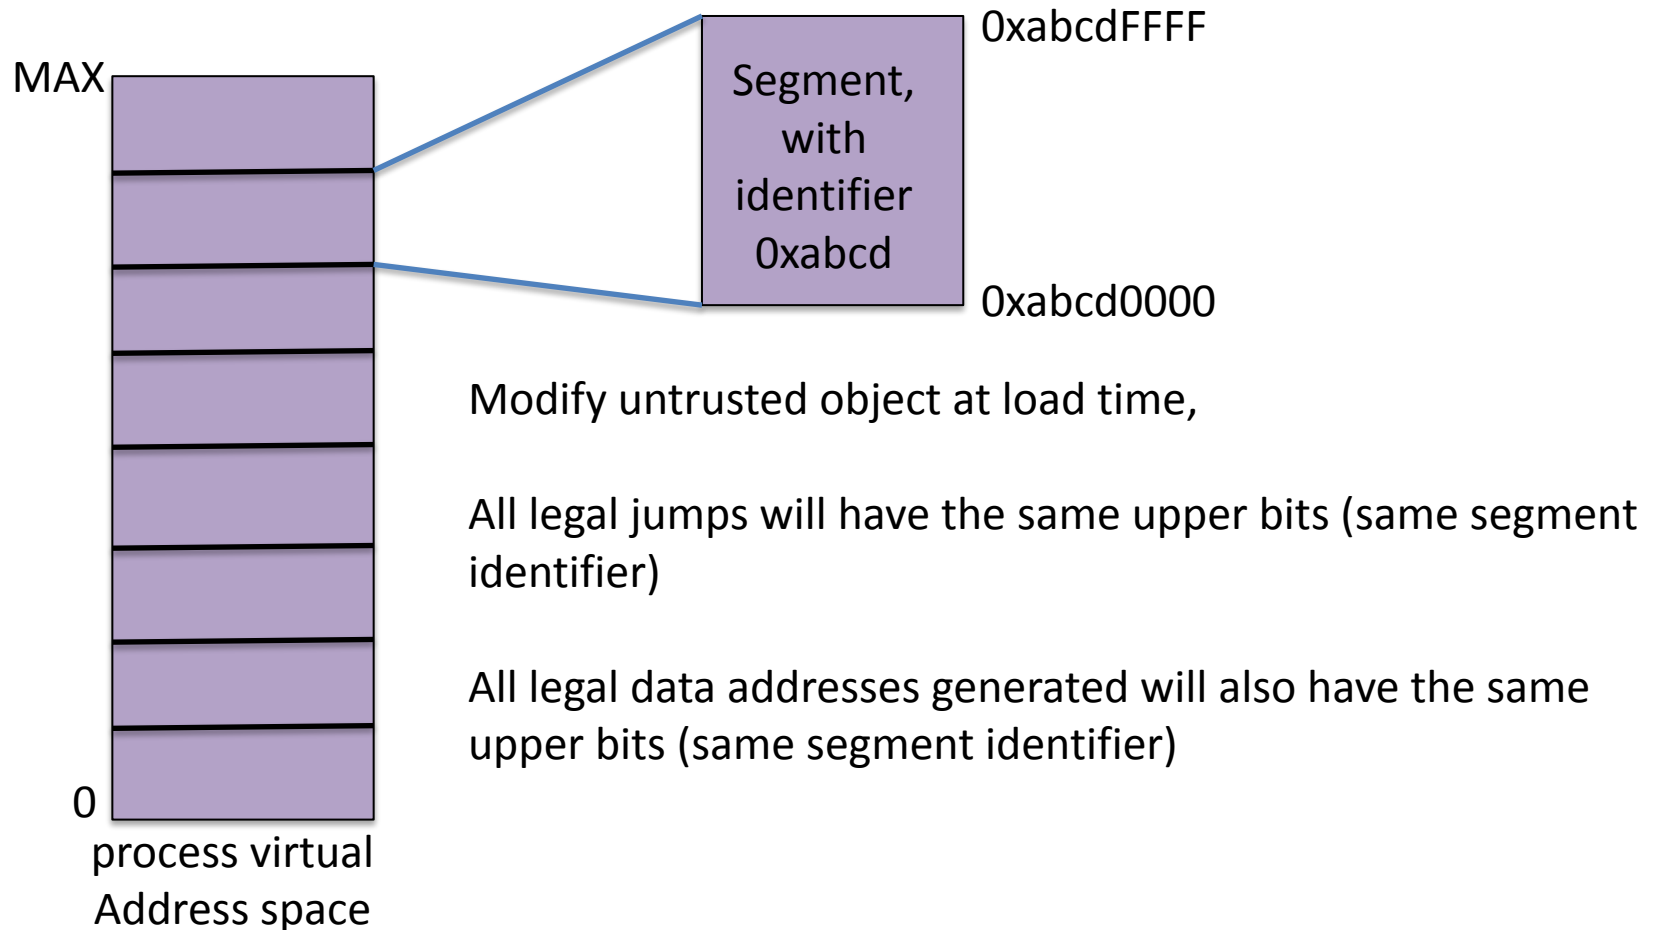 MAX
0
process virtual
Address space
Segment,
with
identifier
0xabcd
0xabcdFFFF
0xabcd0000
Modify untrusted object at load time,
All legal jumps will have the same upper bits (same segment
identifier)
All legal data addresses generated will also have the same
upper bits (same segment identifier)